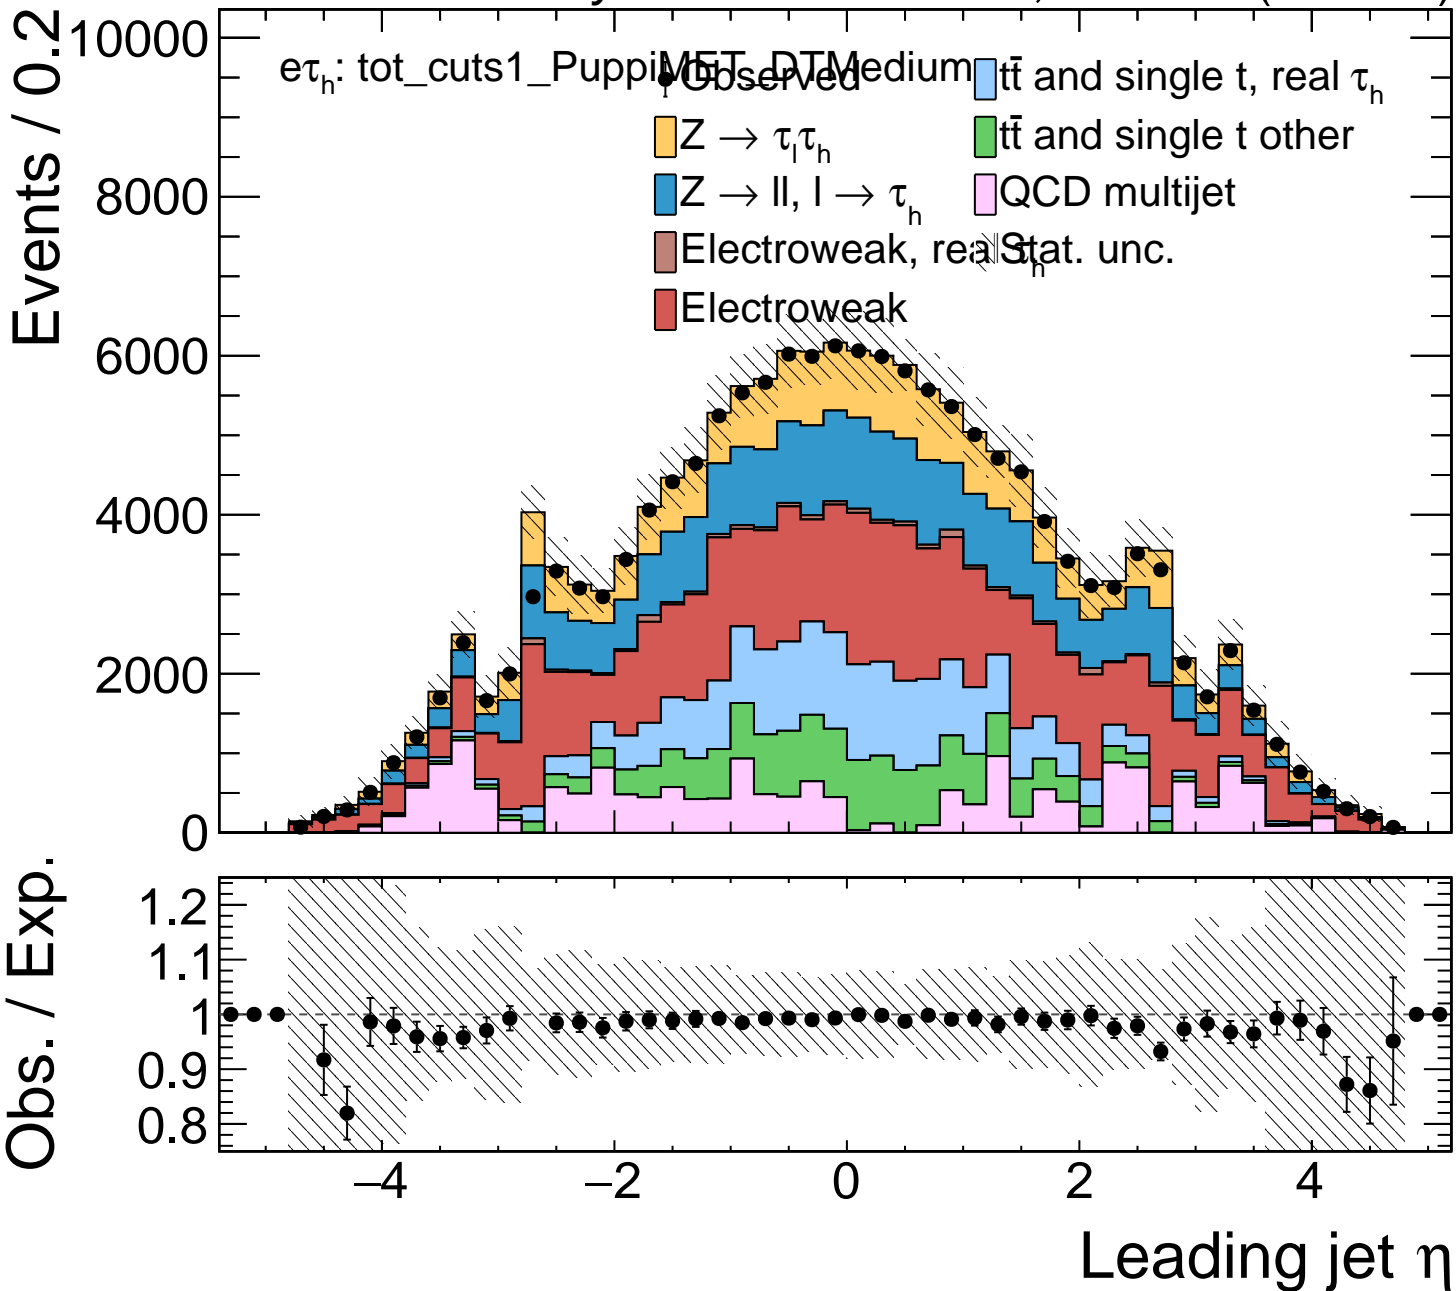 10000
8000
6000
4000
2000
0
Events / 0.2
eτh: tot_cuts1_PuppiMET_DTMedium
Observed
Z → τlτh
Z → ll, l → τh
Electroweak, real τh
Electroweak
tt̄ and single t, real τh
tt̄ and single t other
QCD multijet
Stat. unc.
1.2
1.1
1
0.9
0.8
Obs. / Exp.
−4 −2 0 2 4
Leading jet η